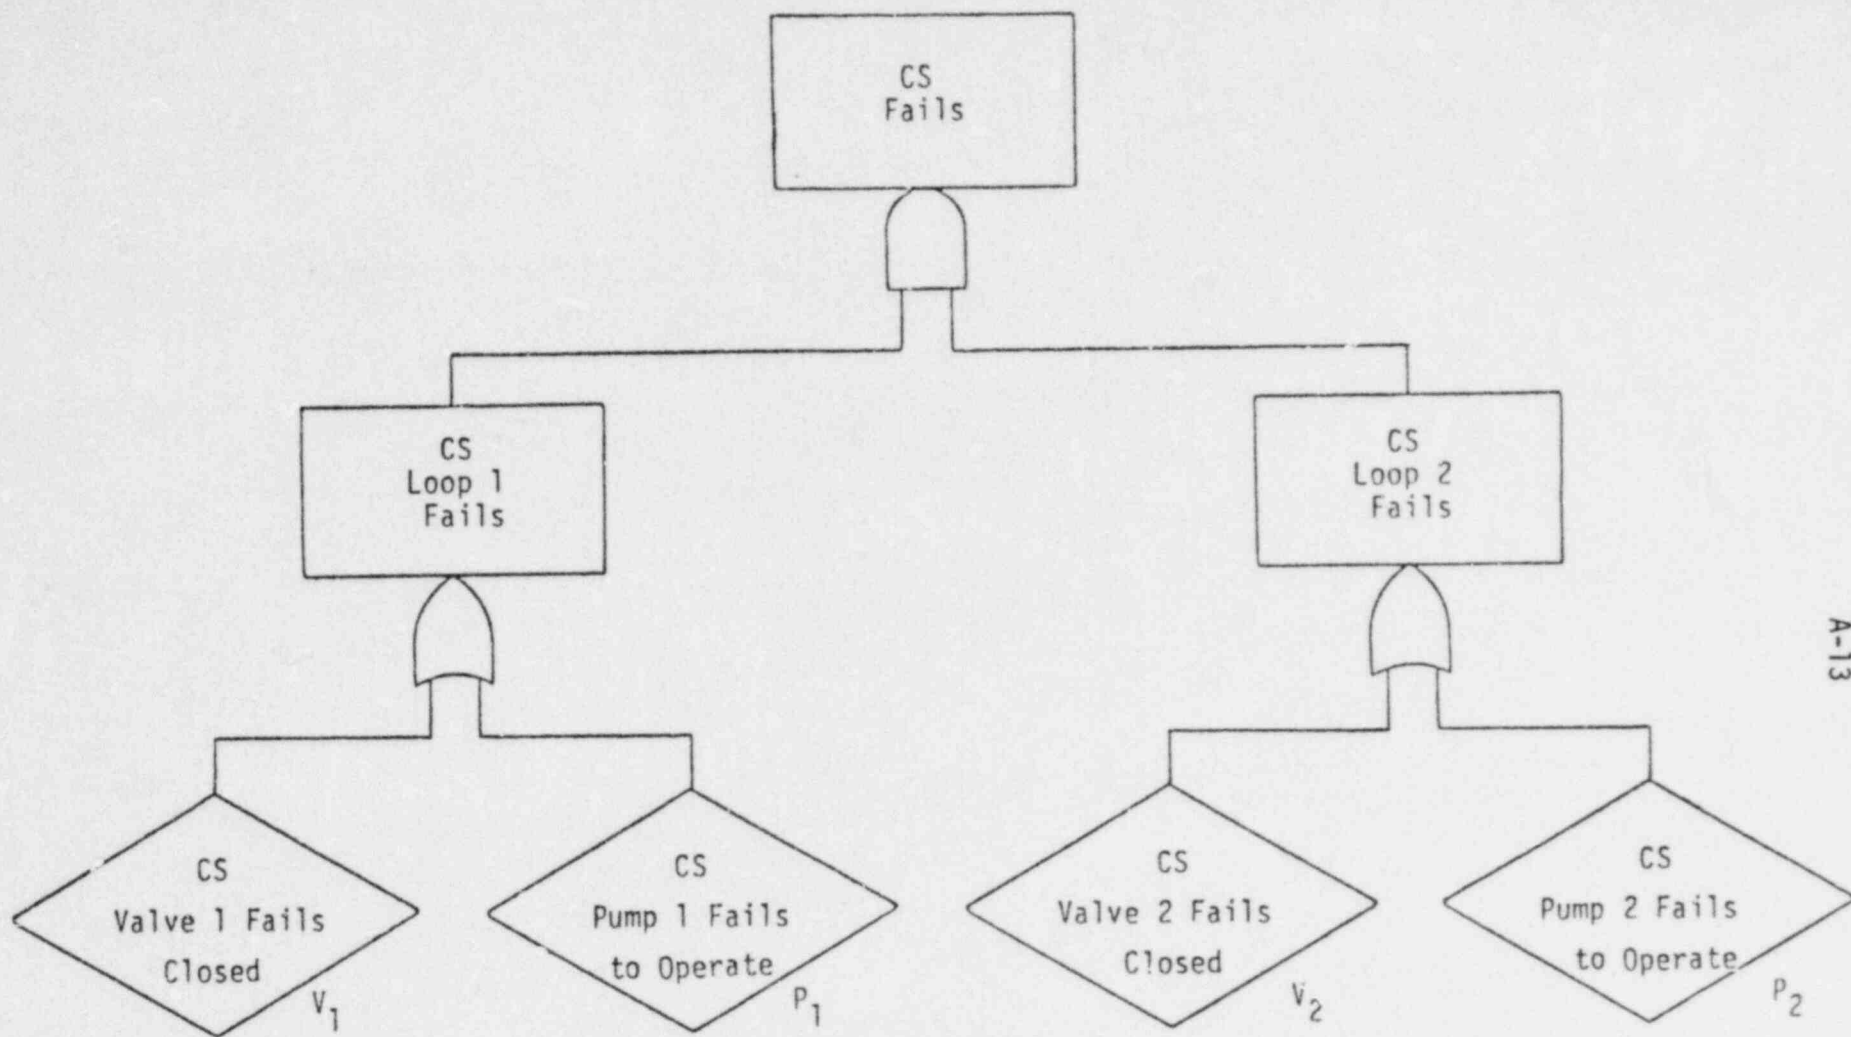 CS
Fails
CS
Loop 1
Fails
CS
Loop 2
Fails
CS
Valve 1 Fails
Closed
V1
CS
Pump 1 Fails
to Operate
P1
CS
Valve 2 Fails
Closed
V2
CS
Pump 2 Fails
to Operate
P2
A-13